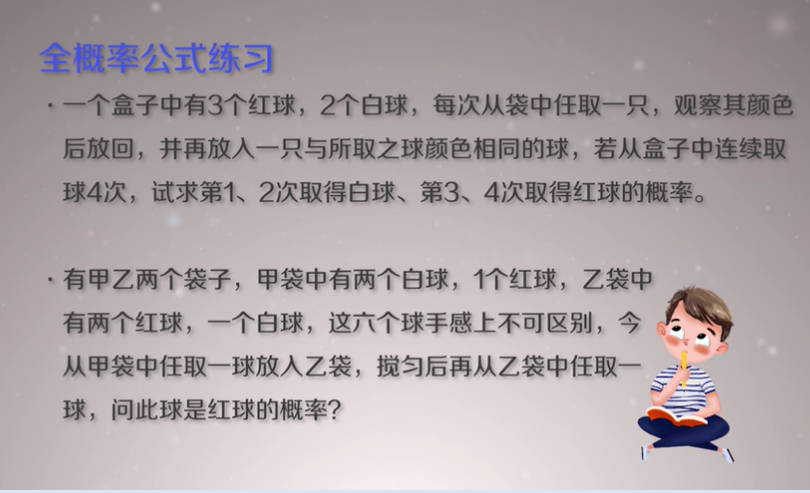 全概率公式练习
·一个盒子中有3个红球，2个白球，每次从袋中任取一只，观察其颜色
后放回，并再放入一只与所取之球颜色相同的球，若从盒子中连续取
球4次，试求第1、2次取得白球、第3、4次取得红球的概率。
·有甲乙两个袋子，甲袋中有两个白球，1个红球，乙袋中
有两个红球，一个白球，这六个球手感上不可区别，今
从甲袋中任取一球放入乙袋，搅匀后再从乙袋中任取一
球，问此球是红球的概率？